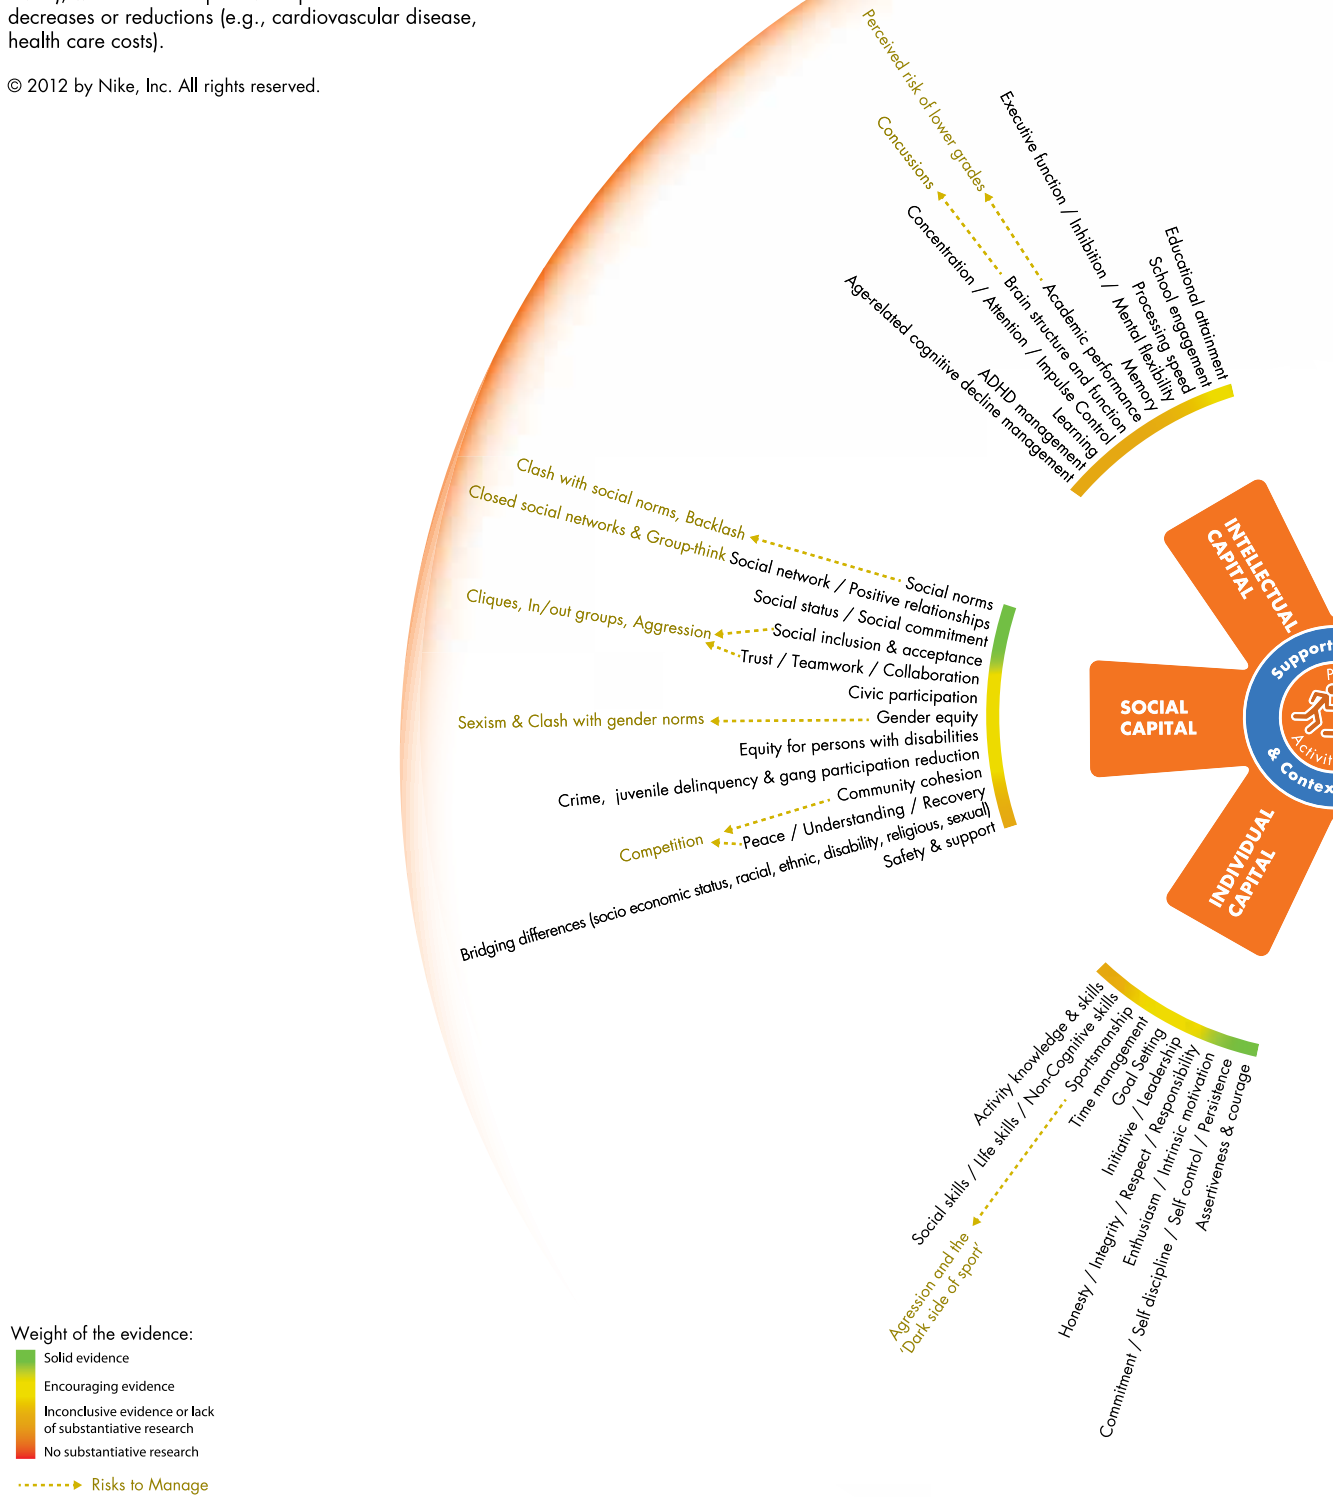 decreases or reductions (e.g., cardiovascular disease,
health care costs).
© 2012 by Nike, Inc. All rights reserved.
Perceived risk of lower grades
Concussions
Executive function / Inhibition / Mental flexibility
Educational attainment
School engagement
Processing speed
Memory
Academic performance
Brain structure and function
Concentration / Attention / Impulse Control
Learning
ADHD management
Age-related cognitive decline management
INTELLECTUAL
CAPITAL
Clash with social norms, Backlash
Closed social networks & Group-think
Social norms
Social network / Positive relationships
Social status / Social commitment
Cliques, In/out groups, Aggression
Social inclusion & acceptance
Trust / Teamwork / Collaboration
Civic participation
Sexism & Clash with gender norms
Gender equity
Equity for persons with disabilities
Crime, juvenile delinquency & gang participation reduction
Community cohesion
Competition
Peace / Understanding / Recovery
Bridging differences (socio economic status, racial, ethnic, disability, religious, sexual)
Safety & support
SOCIAL
CAPITAL
Support
& Contex
Activit
INDIVIDUAL
CAPITAL
Activity knowledge & skills
Social skills / LIfe skills / Non-Cognitive skills
Sportsmanship
Time management
Goal Setting
Initiative / Leadership
Honesty / Integrity / Respect / Responsibility
Enthusiasm / Intrinsic motivation
Commitment / Self discipline / Self control / Persistence
Assertiveness & courage
Agression and the
'Dark side of sport'
Weight of the evidence:
Solid evidence
Encouraging evidence
Inconclusive evidence or lack
of substantiative research
No substantiative research
Risks to Manage